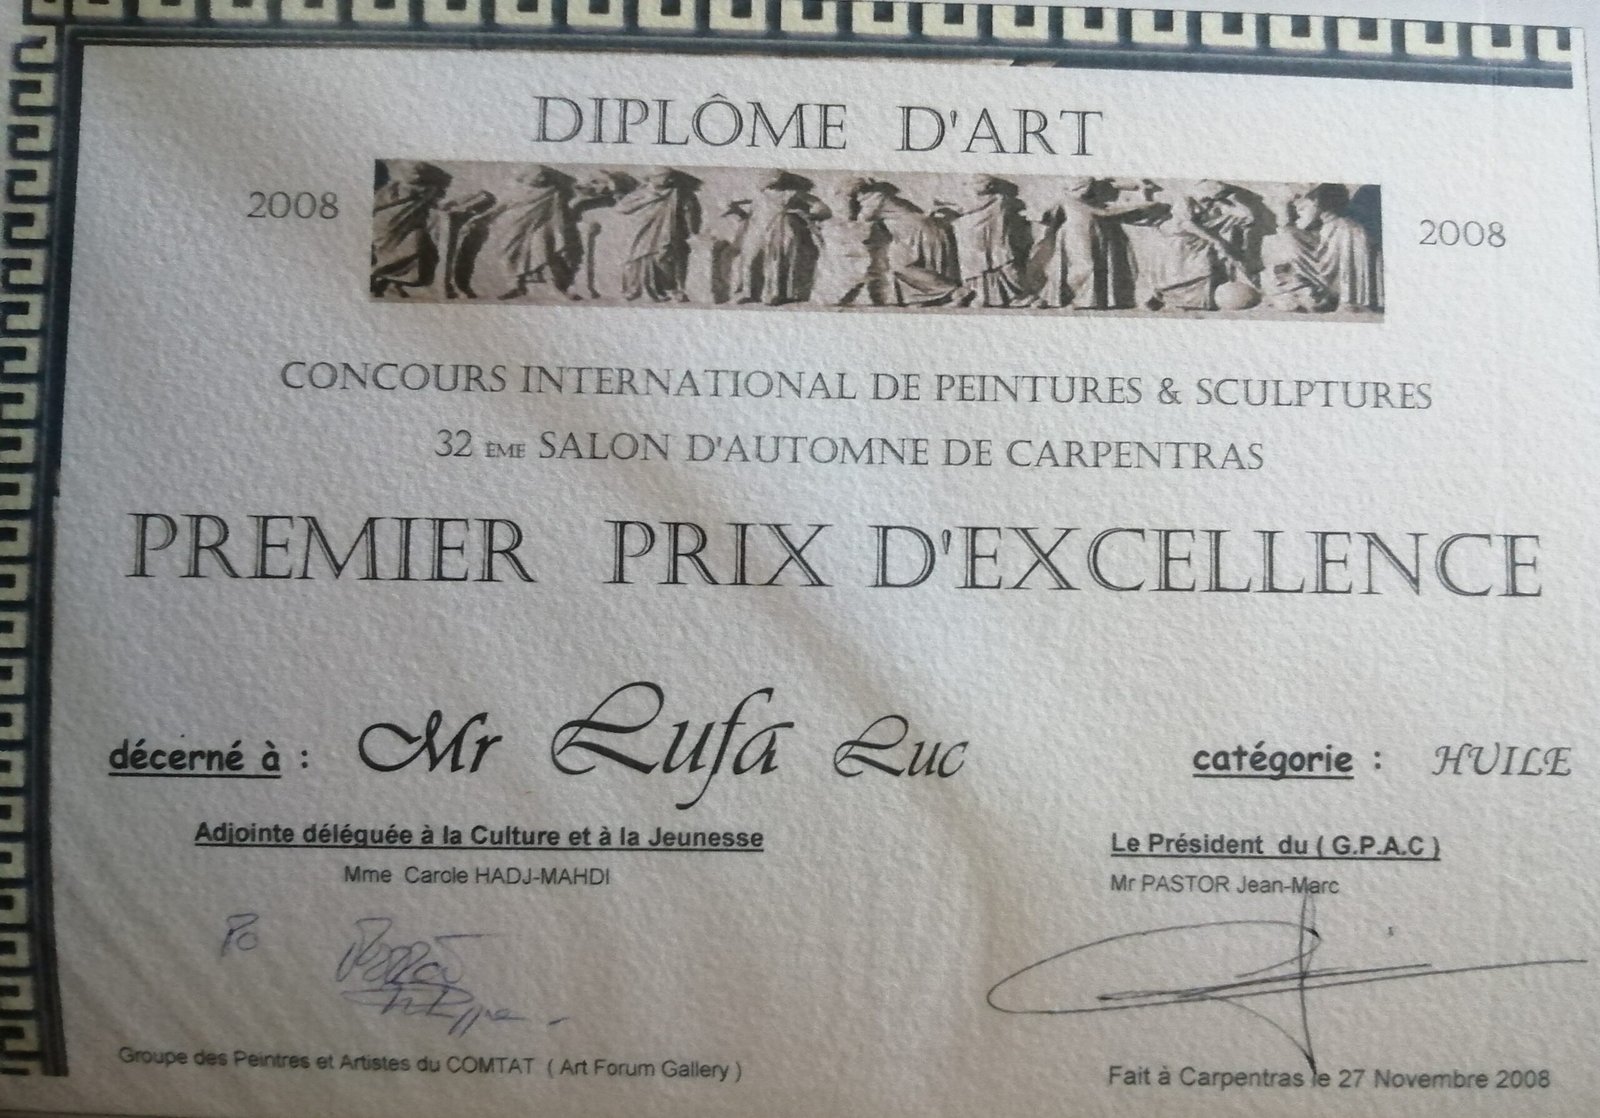 DIPLÔME D'ART
2008 2008
CONCOURS INTERNATIONAL DE PEINTURES & SCULPTURES
32 ÈME SALON D'AUTOMNE DE CARPENTRAS
PREMIER PRIX D'EXCELLENCE
décerné à : Mr Lufa Luc catégorie : HUILE
Adjointe déléguée à la Culture et à la Jeunesse
Mme Carole HADJ-MAHDI
Le Président du ( G.P.A.C )
Mr PASTOR Jean-Marc
Po
Groupe des Peintres et Artistes du COMTAT ( Art Forum Gallery )
Fait à Carpentras le 27 Novembre 2008